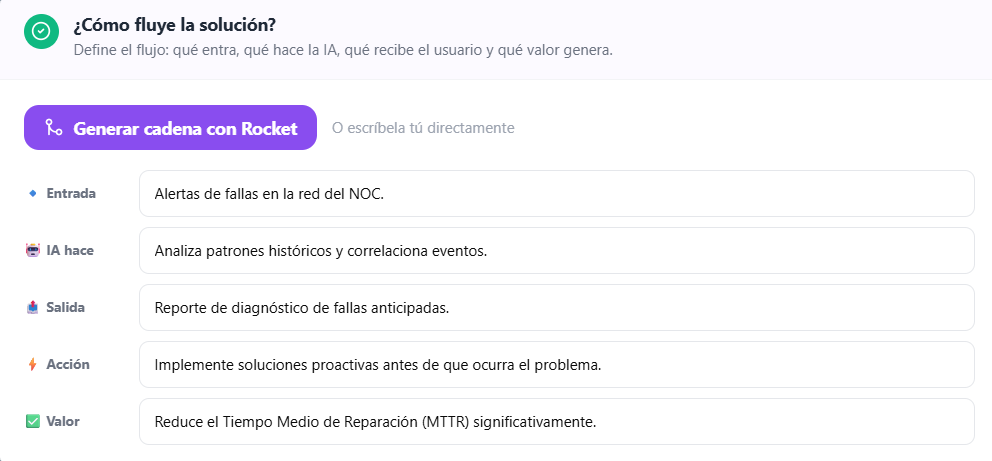 ¿Cómo fluye la solución?
Define el flujo: qué entra, qué hace la IA, qué recibe el usuario y qué valor genera.
Generar cadena con Rocket O escríbela tú directamente
Entrada Alertas de fallas en la red del NOC.
IA hace Analiza patrones históricos y correlaciona eventos.
Salida Reporte de diagnóstico de fallas anticipadas.
Acción Implemente soluciones proactivas antes de que ocurra el problema.
Valor Reduce el Tiempo Medio de Reparación (MTTR) significativamente.